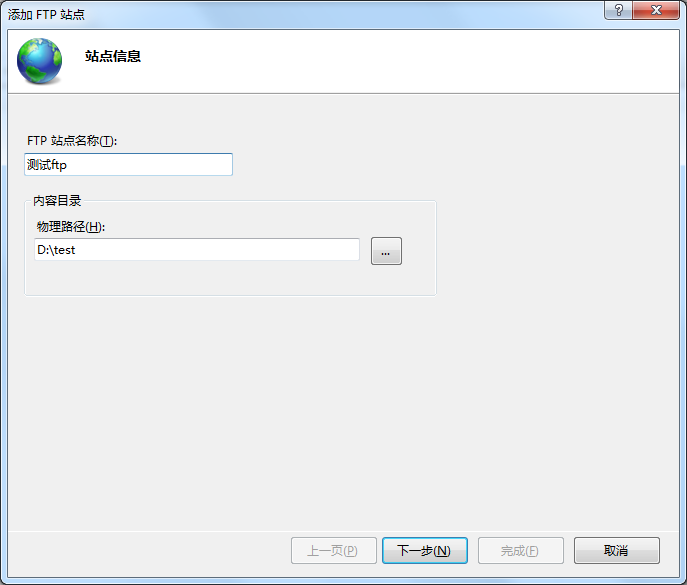 添加 FTP 站点
站点信息
FTP 站点名称(T):
测试ftp
内容目录
物理路径(H):
D:\test
...
上一页(P) 下一步(N) 完成(F) 取消